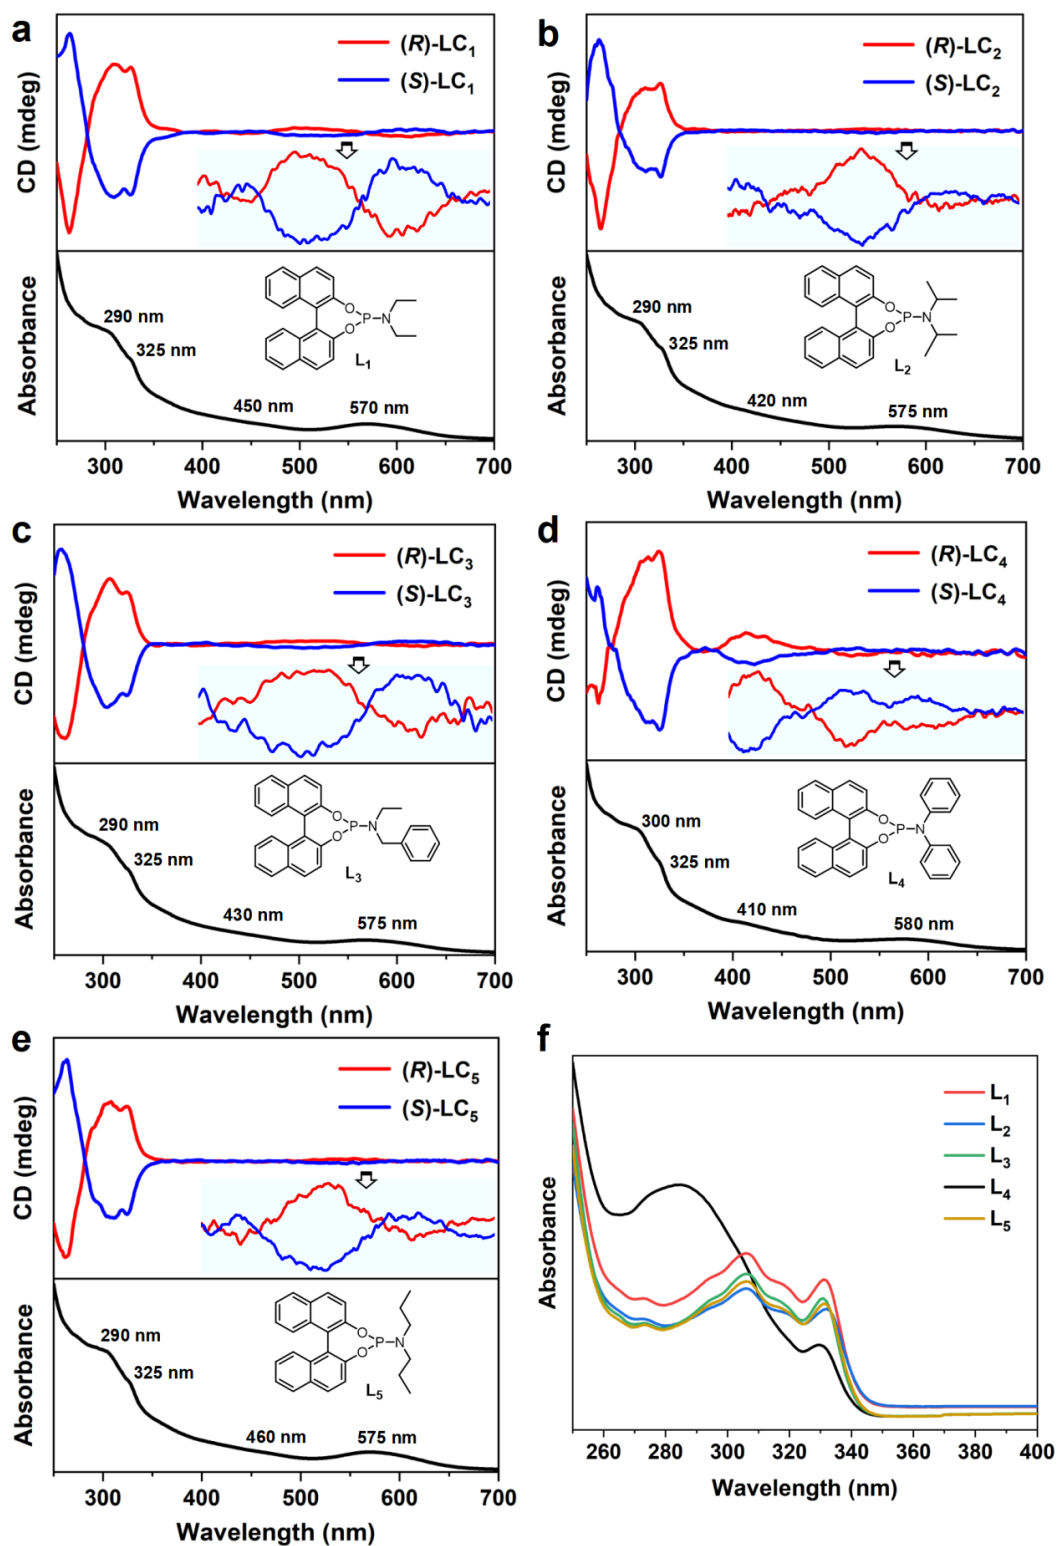 a
(R)-LC1
(S)-LC1
CD (mdeg)
290 nm
325 nm
450 nm
570 nm
O
O
P
N
L1
Absorbance
300 400 500 600 700
Wavelength (nm)
b
(R)-LC2
(S)-LC2
CD (mdeg)
290 nm
325 nm
420 nm
575 nm
O
O
P
N
L2
Absorbance
300 400 500 600 700
Wavelength (nm)
c
(R)-LC3
(S)-LC3
CD (mdeg)
290 nm
325 nm
430 nm
575 nm
O
O
P
N
L3
Absorbance
300 400 500 600 700
Wavelength (nm)
d
(R)-LC4
(S)-LC4
CD (mdeg)
300 nm
325 nm
410 nm
580 nm
O
O
P
N
L4
Absorbance
300 400 500 600 700
Wavelength (nm)
e
(R)-LC5
(S)-LC5
CD (mdeg)
290 nm
325 nm
460 nm
575 nm
O
O
P
N
L5
Absorbance
300 400 500 600 700
Wavelength (nm)
f
L1
L2
L3
L4
L5
Absorbance
260 280 300 320 340 360 380 400
Wavelength (nm)